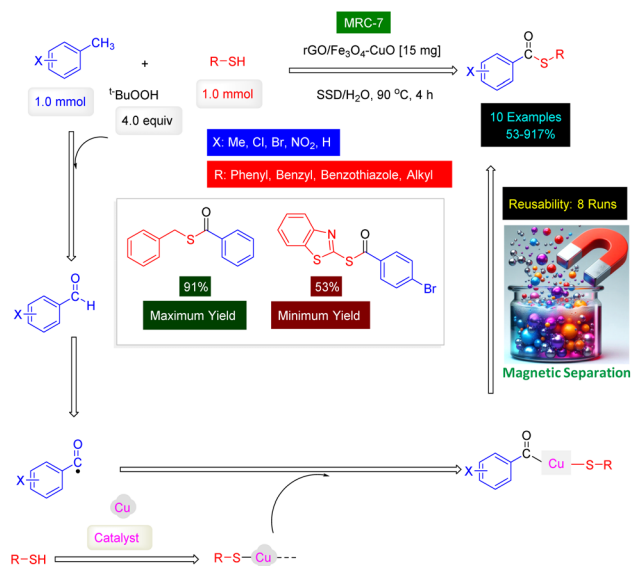 MRC-7
CH3
X
+
R-SH
rGO/Fe3O4-CuO [15 mg]
O
C
S
R
X
1.0 mmol
t-BuOOH
1.0 mmol
SSD/H2O, 90 oC, 4 h
4.0 equiv
10 Examples
53-917%
X: Me, Cl, Br, NO2, H
R: Phenyl, Benzyl, Benzothiazole, Alkyl
Reusability: 8 Runs
O
S
N
S
S
O
Br
91%
53%
Maximum Yield
Minimum Yield
O
C
H
X
Magnetic Separation
O
C
X
O
C
Cu
S-R
X
Cu
Catalyst
R-SH
R-S-Cu---